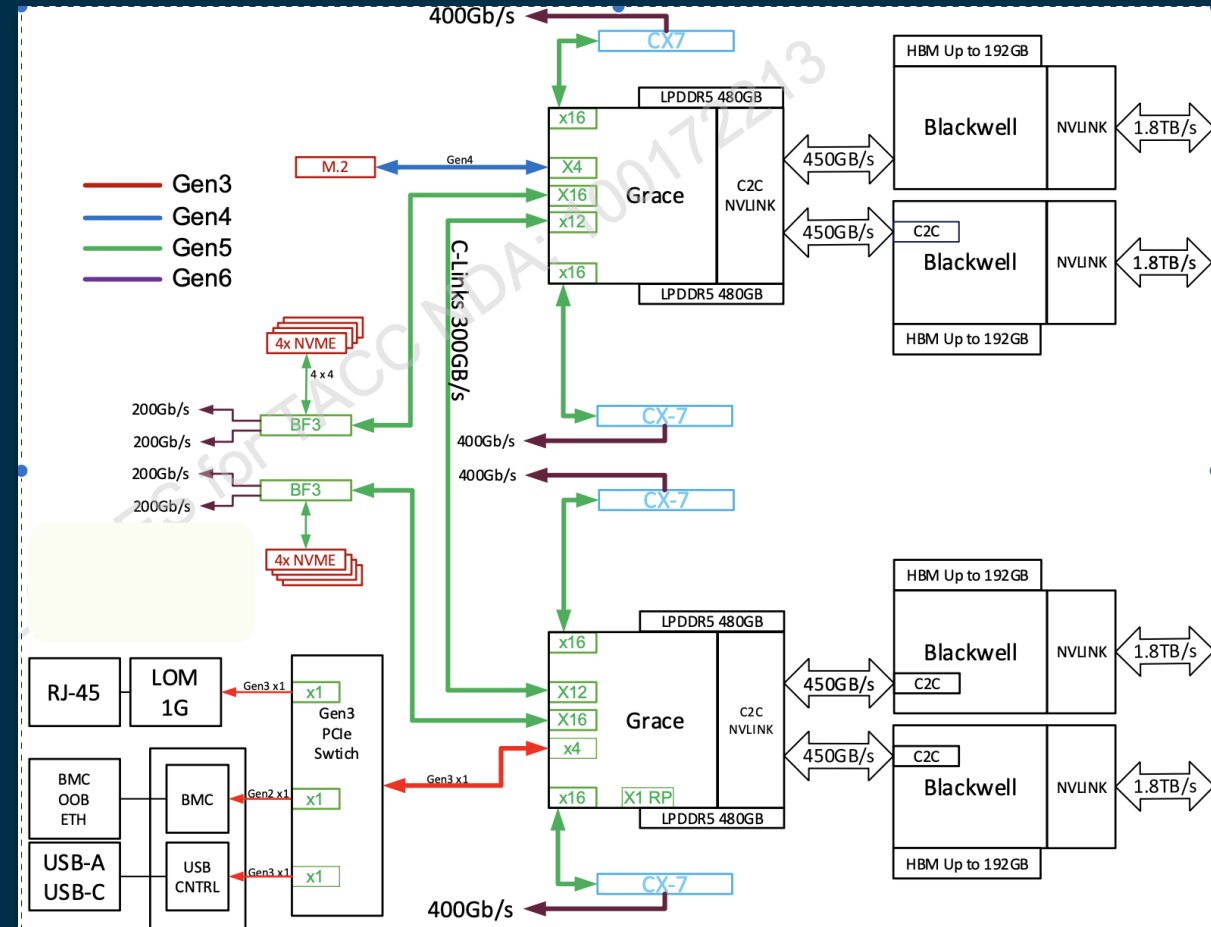 400Gb/s
CX7
HBM Up to 192GB
LPDDR5 480GB
x16
Blackwell
NVLINK
1.8TB/s
450GB/s
M.2
Gen4
X4
Gen3
X16
Grace
C2C
NVLINK
Gen4
x12
450GB/s
C2C
Gen5
C-Links 300GB/s
Blackwell
NVLINK
1.8TB/s
Gen6
x16
LPDDR5 480GB
4x NVME
HBM Up to 192GB
4 x 4
200Gb/s
BF3
CX-7
200Gb/s
400Gb/s
200Gb/s
400Gb/s
BF3
CX-7
200Gb/s
4x NVME
HBM Up to 192GB
LPDDR5 480GB
x16
Blackwell
NVLINK
1.8TB/s
RJ-45
LOM
1G
Gen3 x1
x1
X12
450GB/s
C2C
Gen3
PCIe
Swtich
X16
Grace
C2C
NVLINK
x4
450GB/s
C2C
BMC
OOB
ETH
BMC
Gen2 x1
x1
Gen3 x1
x16
X1 RP
Blackwell
NVLINK
1.8TB/s
LPDDR5 480GB
USB-A
USB-C
USB
CNTRL
Gen3 x1
x1
HBM Up to 192GB
CX-7
400Gb/s
for TACC NDA: 100172213